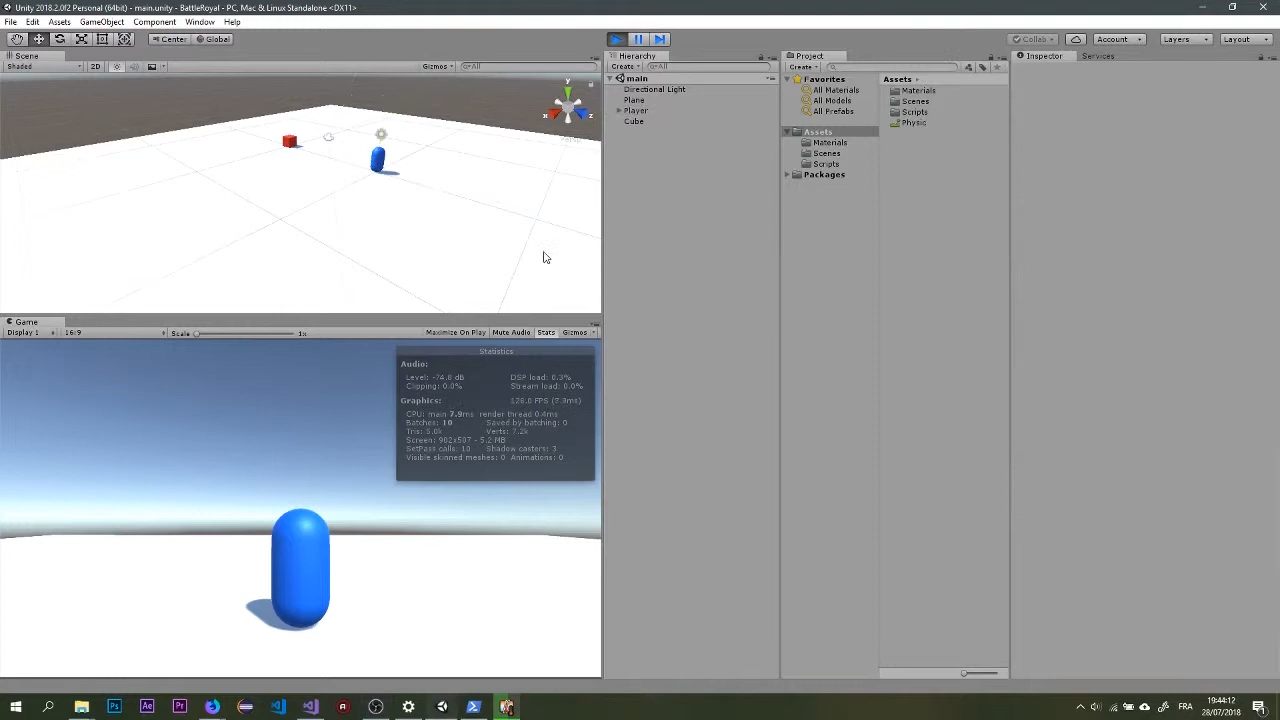 Unity 2018.2.0f2 Personal (64bit) - main.unity - BattleRoyal - PC, Mac & Linux Standalone <DX11>
File Edit Assets GameObject Component Window Help
Center Global Collab Account Layers Layout
Scene Hierarchy Project Inspector Services
Shaded 2D Gizmos All Create All Create
main Favorites Assets
Directional Light All Materials Materials
Plane All Models Scenes
Player All Prefabs Scripts
Cube Physic
Assets
Materials
Scenes
Scripts
Packages
y
x z
Persp
Game
Display 1 16:9 Scale 1x Maximize On Play Mute Audio Stats Gizmos
Statistics
Audio:
Level: -74.8 dB DSP load: 0.3%
Clipping: 0.0% Stream load: 0.0%
Graphics: 126.0 FPS (7.9ms)
CPU: main 7.9ms render thread 0.4ms
Batches: 10 Saved by batching: 0
Tris: 5.0k Verts: 7.2k
Screen: 902x507 - 5.2 MB
SetPass calls: 10 Shadow casters: 3
Visible skinned meshes: 0 Animations: 0
Ps Ae Pr FRA 19:44:12
28/07/2018